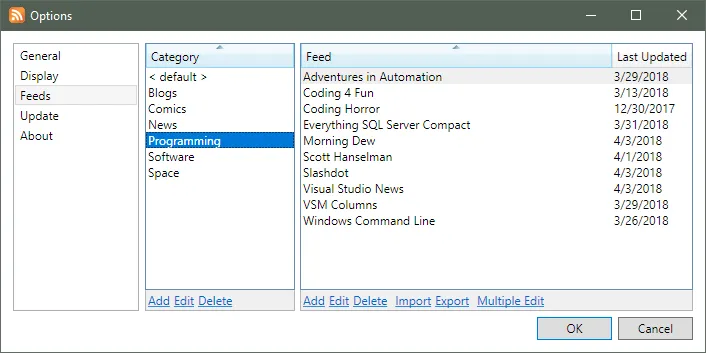 Options
General
Display
Feeds
Update
About
Category
< default >
Blogs
Comics
News
Programming
Software
Space
Add Edit Delete
Feed Last Updated
Adventures in Automation 3/29/2018
Coding 4 Fun 3/13/2018
Coding Horror 12/30/2017
Everything SQL Server Compact 3/31/2018
Morning Dew 4/3/2018
Scott Hanselman 4/1/2018
Slashdot 4/3/2018
Visual Studio News 4/3/2018
VSM Columns 3/29/2018
Windows Command Line 3/26/2018
Add Edit Delete Import Export Multiple Edit
OK Cancel